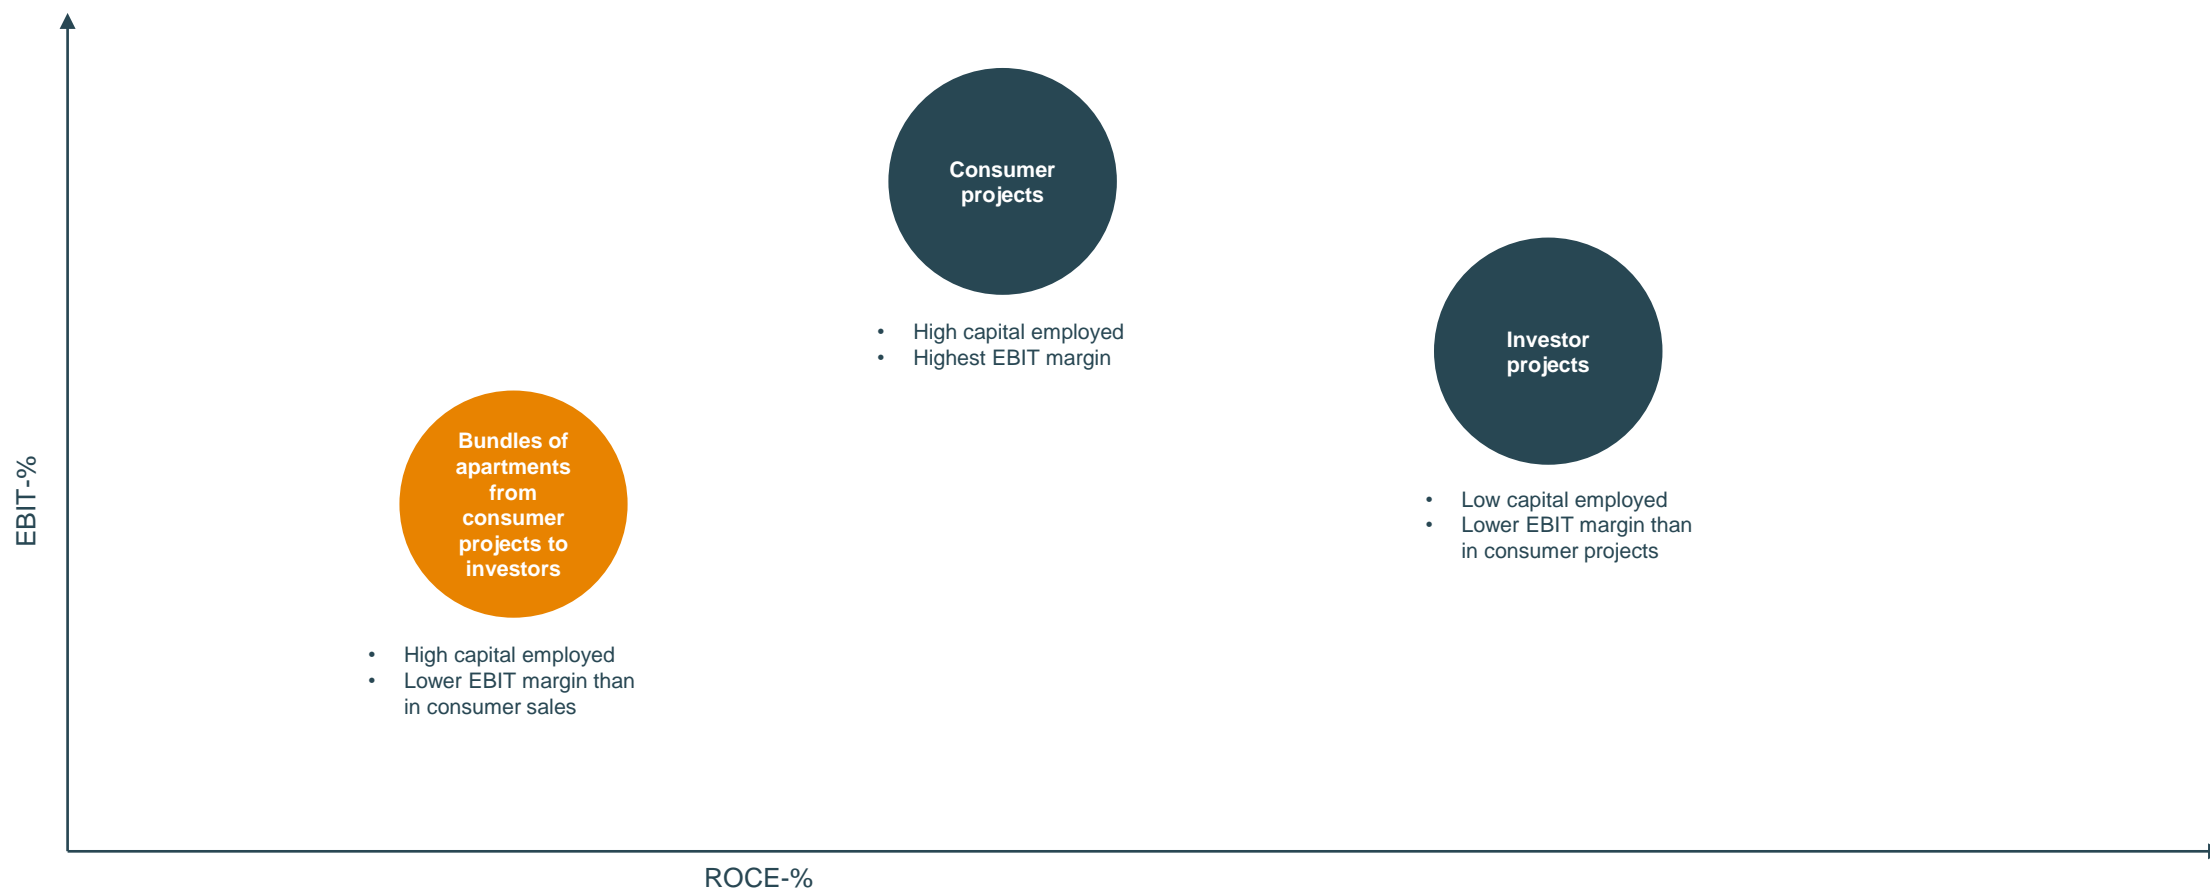 Consumer
projects
• High capital employed
• Highest EBIT margin
Investor
projects
• Low capital employed
• Lower EBIT margin than
in consumer projects
Bundles of
apartments
from
consumer
projects to
investors
• High capital employed
• Lower EBIT margin than
in consumer sales
EBIT-%
ROCE-%